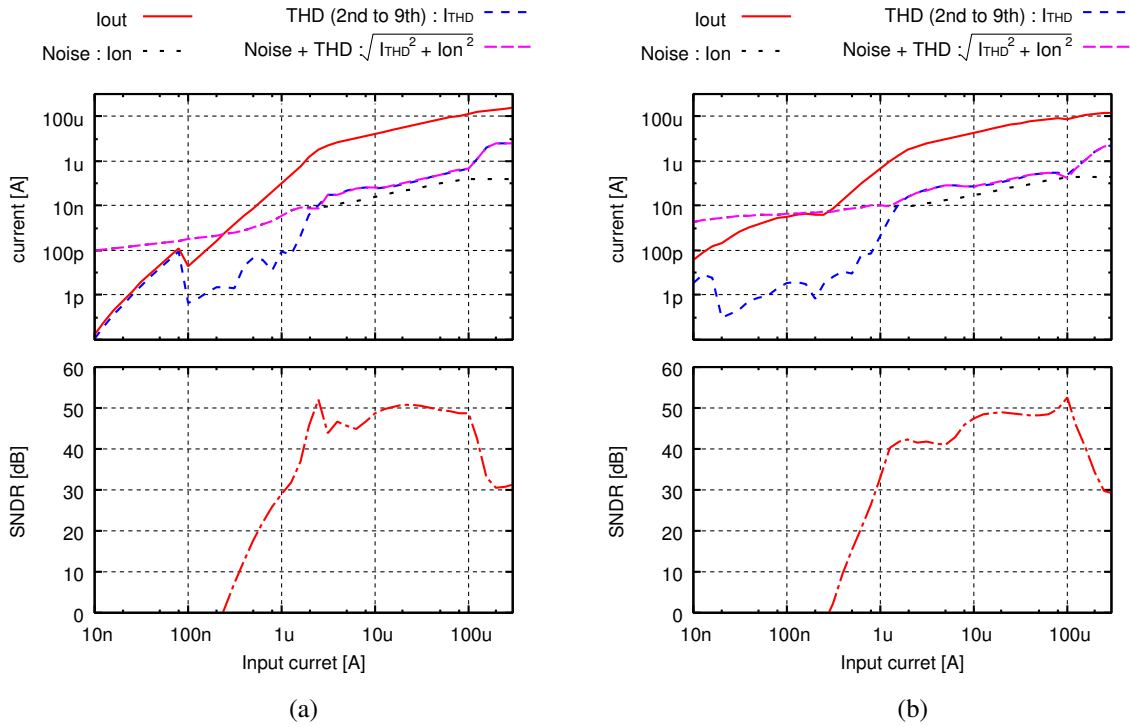 Iout
THD (2nd to 9th) : ITHD
Noise : Ion
Noise + THD :√ITHD² + Ion²
current [A]
100u
1u
10n
100p
1p
SNDR [dB]
60
50
40
30
20
10
0
10n 100n 1u 10u 100u
Input curret [A]
(a)
Iout
THD (2nd to 9th) : ITHD
Noise : Ion
Noise + THD :√ITHD² + Ion²
current [A]
100u
1u
10n
100p
1p
SNDR [dB]
60
50
40
30
20
10
0
10n 100n 1u 10u 100u
Input curret [A]
(b)